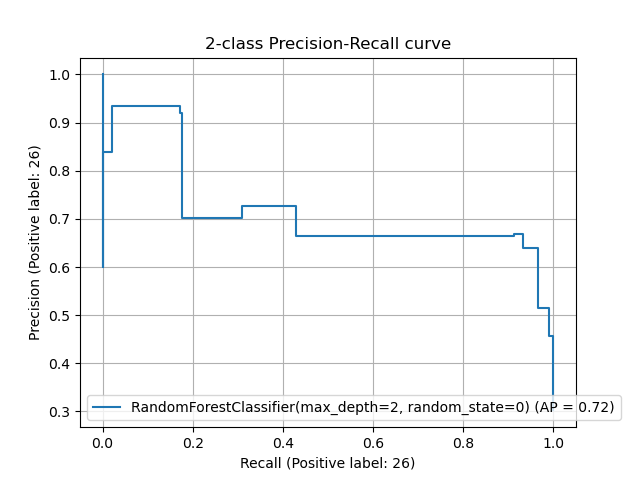 2-class Precision-Recall curve
Precision (Positive label: 26)
1.0
0.9
0.8
0.7
0.6
0.5
0.4
0.3
RandomForestClassifier(max_depth=2, random_state=0) (AP = 0.72)
0.0 0.2 0.4 0.6 0.8 1.0
Recall (Positive label: 26)